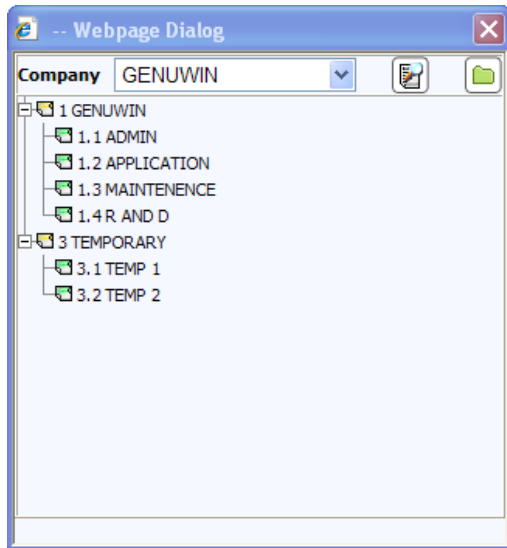 -- Webpage Dialog
Company GENUWIN
1 GENUWIN
1.1 ADMIN
1.2 APPLICATION
1.3 MAINTENENCE
1.4 R AND D
3 TEMPORARY
3.1 TEMP 1
3.2 TEMP 2